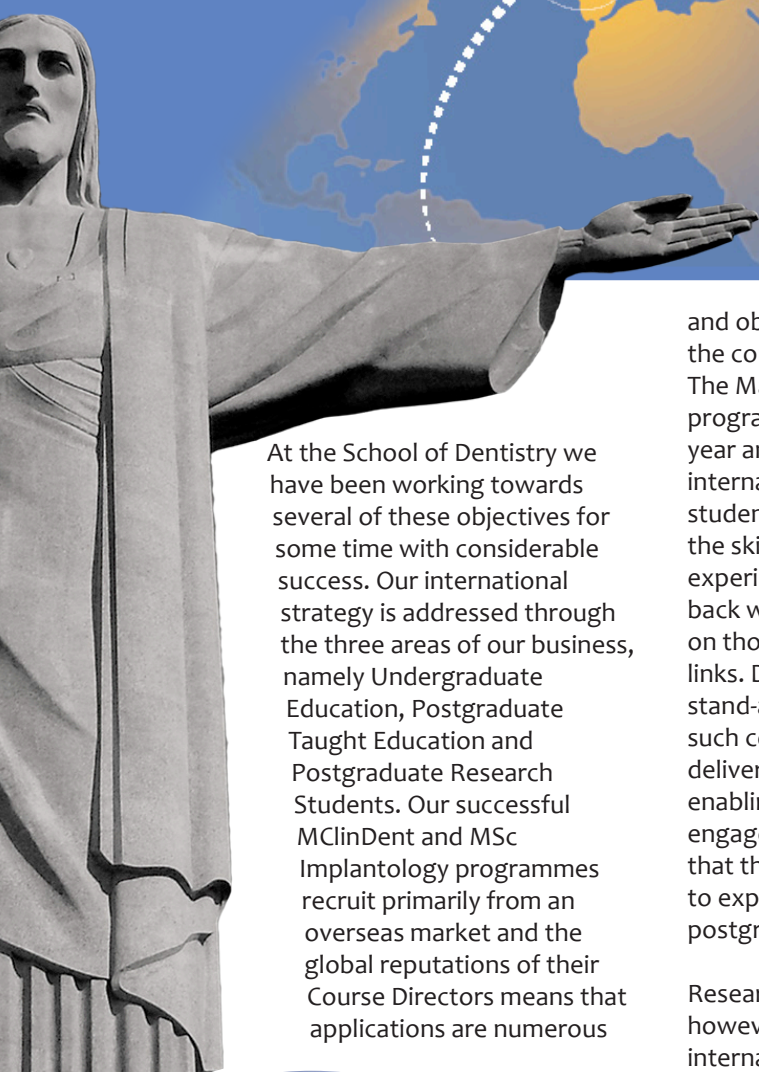 At the School of Dentistry we
have been working towards
several of these objectives for
some time with considerable
success. Our international
strategy is addressed through
the three areas of our business,
namely Undergraduate
Education, Postgraduate
Taught Education and
Postgraduate Research
Students. Our successful
MClinDent and MSc
Implantology programmes
recruit primarily from an
overseas market and the
global reputations of their
Course Directors means that
applications are numerous
and ob
the co
The Ma
progra
year an
interna
studen
the ski
experi
back w
on tho
links. D
stand-a
such co
deliver
enablin
engage
that th
to exp
postgr
Resear
howev
interna